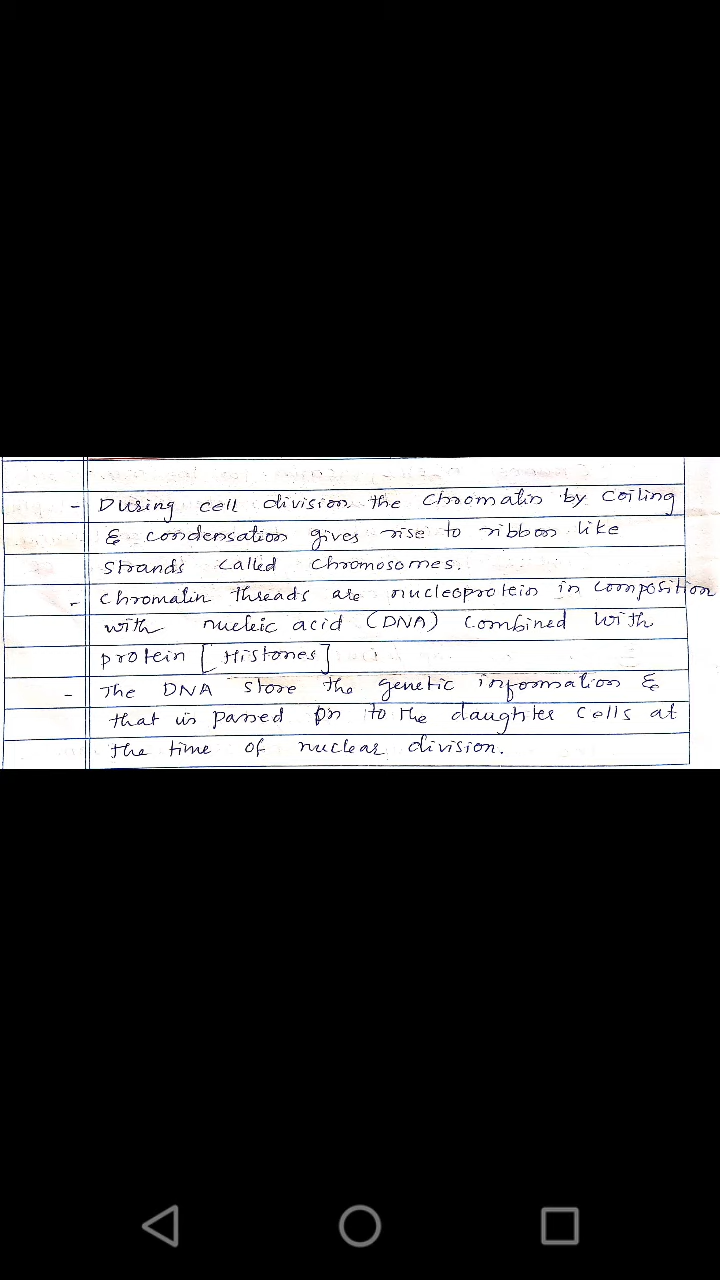 - During cell division the chromatin by coiling
& condensation gives rise to ribbon like
strands called chromosomes.
- Chromatin threads are nucleoprotein in composition
with nucleic acid (DNA) combined with
protein [Histones]
- The DNA store the genetic information &
that is passed on to the daughter cells at
the time of nuclear division.